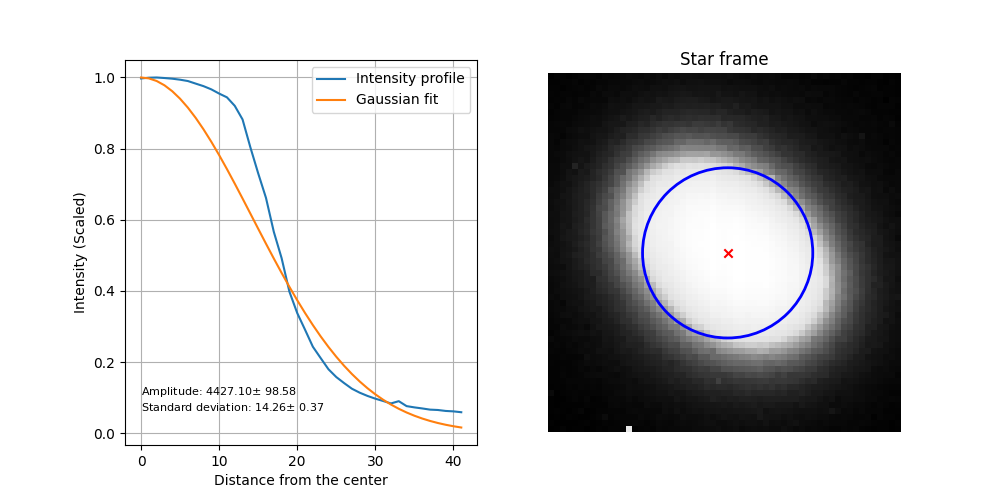 Star frame
Intensity profile
Gaussian fit
1.0
0.8
0.6
0.4
0.2
0.0
Intensity (Scaled)
Amplitude: 4427.10± 98.58
Standard deviation: 14.26± 0.37
0 10 20 30 40
Distance from the center